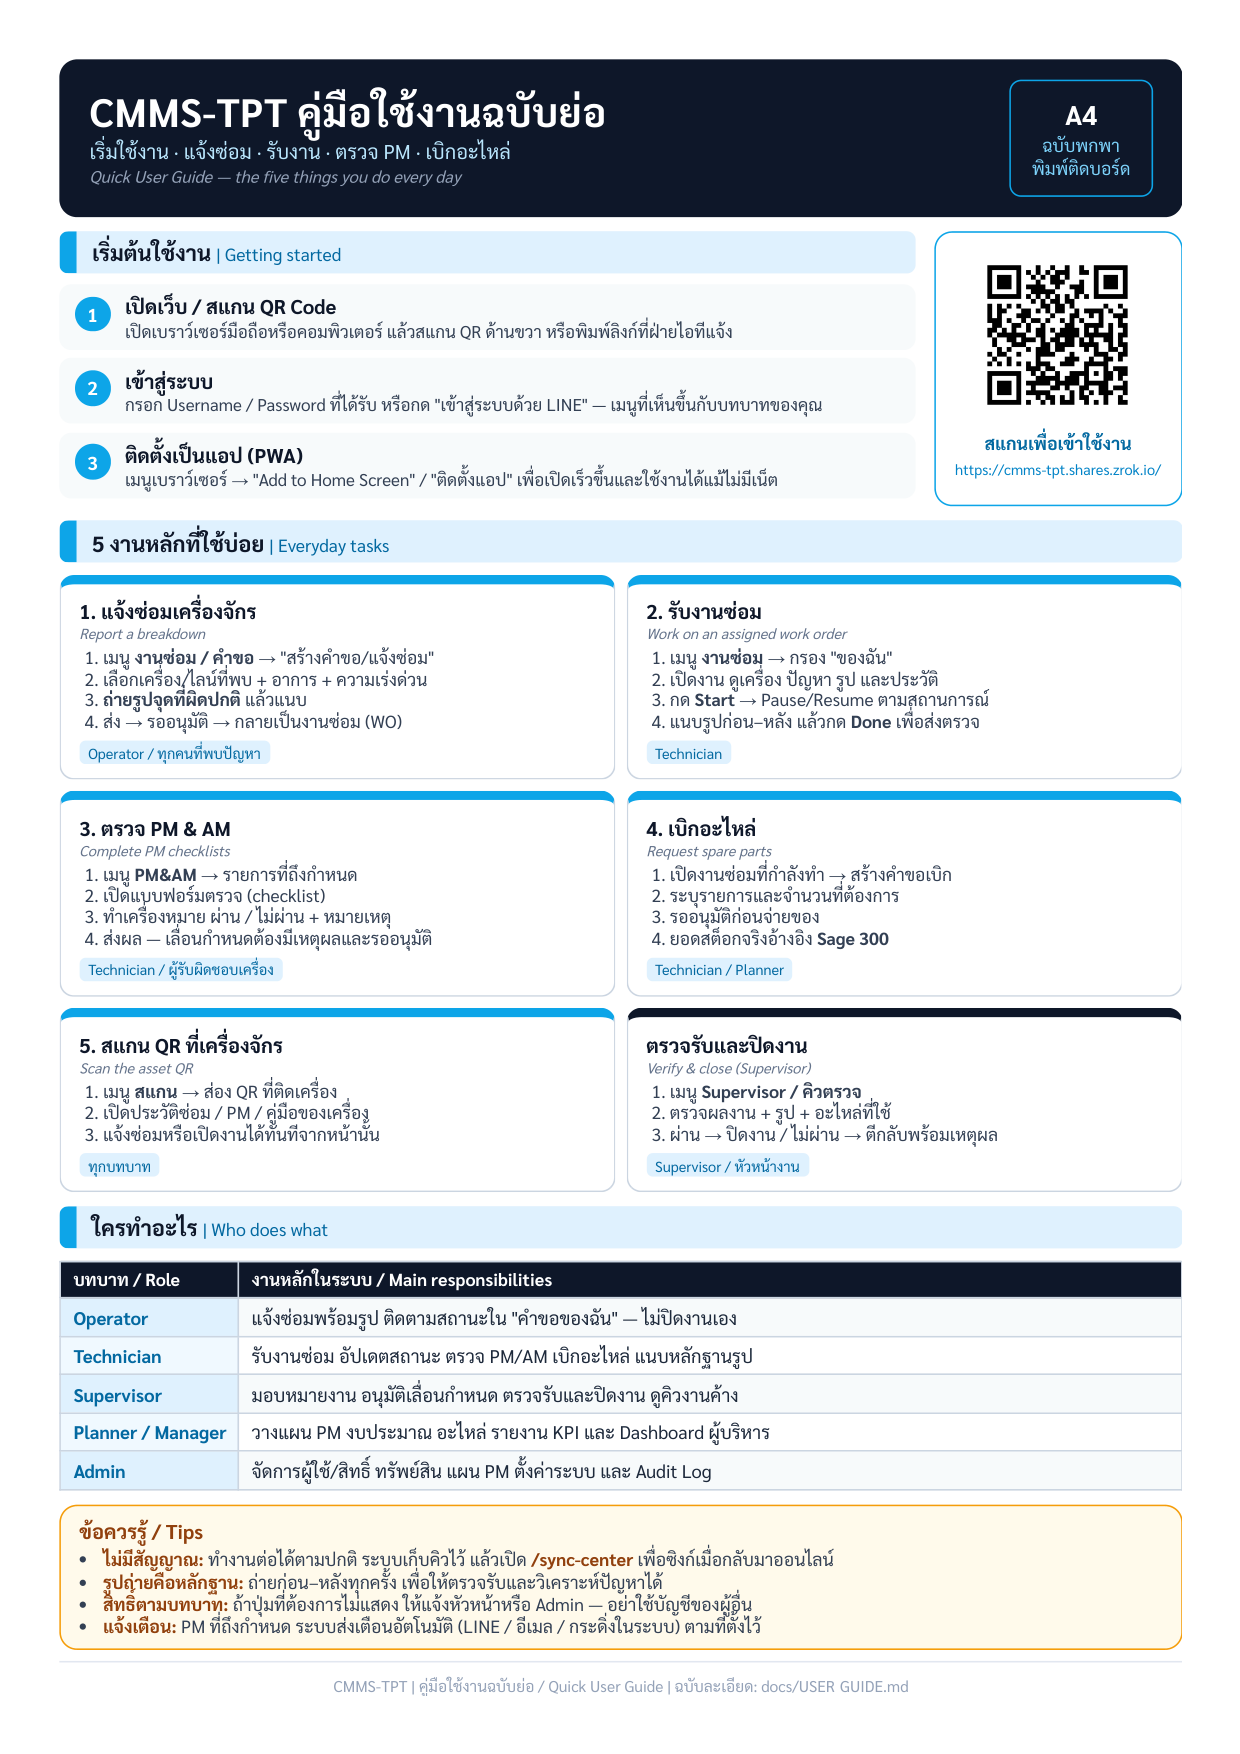 CMMS-TPT คู่มือใช้งานฉบับย่อ
เริ่มใช้งาน · แจ้งซ่อม · รับงาน · ตรวจ PM · เบิกอะไหล่
Quick User Guide — the five things you do every day
A4
ฉบับพกพา
พิมพ์ติดบอร์ด
เริ่มต้นใช้งาน | Getting started
1
เปิดเว็บ / สแกน QR Code
เปิดเบราว์เซอร์มือถือหรือคอมพิวเตอร์ แล้วสแกน QR ด้านขวา หรือพิมพ์ลิงก์ที่ฝ่ายไอทีแจ้ง
2
เข้าสู่ระบบ
กรอก Username / Password ที่ได้รับ หรือกด "เข้าสู่ระบบด้วย LINE" — เมนูที่เห็นขึ้นกับบทบาทของคุณ
3
ติดตั้งเป็นแอป (PWA)
เมนูเบราว์เซอร์ → "Add to Home Screen" / "ติดตั้งแอป" เพื่อเปิดเร็วขึ้นและใช้งานได้แม้ไม่มีเน็ต
สแกนเพื่อเข้าใช้งาน
https://cmms-tpt.shares.zrok.io/
5 งานหลักที่ใช้บ่อย | Everyday tasks
1. แจ้งซ่อมเครื่องจักร
Report a breakdown
1. เมนู งานซ่อม / คำขอ → "สร้างคำขอ/แจ้งซ่อม"
2. เลือกเครื่อง/ไลน์ที่พบ + อาการ + ความเร่งด่วน
3. ถ่ายรูปจุดที่ผิดปกติ แล้วแนบ
4. ส่ง → รออนุมัติ → กลายเป็นงานซ่อม (WO)
Operator / ทุกคนที่พบปัญหา
2. รับงานซ่อม
Work on an assigned work order
1. เมนู งานซ่อม → กรอง "ของฉัน"
2. เปิดงาน ดูเครื่อง ปัญหา รูป และประวัติ
3. กด Start → Pause/Resume ตามสถานการณ์
4. แนบรูปก่อน–หลัง แล้วกด Done เพื่อส่งตรวจ
Technician
3. ตรวจ PM & AM
Complete PM checklists
1. เมนู PM&AM → รายการที่ถึงกำหนด
2. เปิดแบบฟอร์มตรวจ (checklist)
3. ทำเครื่องหมาย ผ่าน / ไม่ผ่าน + หมายเหตุ
4. ส่งผล — เลื่อนกำหนดต้องมีเหตุผลและรออนุมัติ
Technician / ผู้รับผิดชอบเครื่อง
4. เบิกอะไหล่
Request spare parts
1. เปิดงานซ่อมที่กำลังทำ → สร้างคำขอเบิก
2. ระบุรายการและจำนวนที่ต้องการ
3. รออนุมัติก่อนจ่ายของ
4. ยอดสต็อกจริงอ้างอิง Sage 300
Technician / Planner
5. สแกน QR ที่เครื่องจักร
Scan the asset QR
1. เมนู สแกน → ส่อง QR ที่ติดเครื่อง
2. เปิดประวัติซ่อม / PM / คู่มือของเครื่อง
3. แจ้งซ่อมหรือเปิดงานได้ทันทีจากหน้านั้น
ทุกบทบาท
ตรวจรับและปิดงาน
Verify & close (Supervisor)
1. เมนู Supervisor / คิวตรวจ
2. ตรวจผลงาน + รูป + อะไหล่ที่ใช้
3. ผ่าน → ปิดงาน / ไม่ผ่าน → ตีกลับพร้อมเหตุผล
Supervisor / หัวหน้างาน
ใครทำอะไร | Who does what
บทบาท / Role งานหลักในระบบ / Main responsibilities
Operator แจ้งซ่อมพร้อมรูป ติดตามสถานะใน "คำขอของฉัน" — ไม่ปิดงานเอง
Technician รับงานซ่อม อัปเดตสถานะ ตรวจ PM/AM เบิกอะไหล่ แนบหลักฐานรูป
Supervisor มอบหมายงาน อนุมัติเลื่อนกำหนด ตรวจรับและปิดงาน ดูคิวงานค้าง
Planner / Manager วางแผน PM งบประมาณ อะไหล่ รายงาน KPI และ Dashboard ผู้บริหาร
Admin จัดการผู้ใช้/สิทธิ์ ทรัพย์สิน แผน PM ตั้งค่าระบบ และ Audit Log
ข้อควรรู้ / Tips
• ไม่มีสัญญาณ: ทำงานต่อได้ตามปกติ ระบบเก็บคิวไว้ แล้วเปิด /sync-center เพื่อซิงก์เมื่อกลับมาออนไลน์
• รูปถ่ายคือหลักฐาน: ถ่ายก่อน–หลังทุกครั้ง เพื่อให้ตรวจรับและวิเคราะห์ปัญหาได้
• สิทธิ์ตามบทบาท: ถ้าปุ่มที่ต้องการไม่แสดง ให้แจ้งหัวหน้าหรือ Admin — อย่าใช้บัญชีของผู้อื่น
• แจ้งเตือน: PM ที่ถึงกำหนด ระบบส่งเตือนอัตโนมัติ (LINE / อีเมล / กระดิ่งในระบบ) ตามที่ตั้งไว้
CMMS-TPT | คู่มือใช้งานฉบับย่อ / Quick User Guide | ฉบับละเอียด: docs/USER GUIDE.md